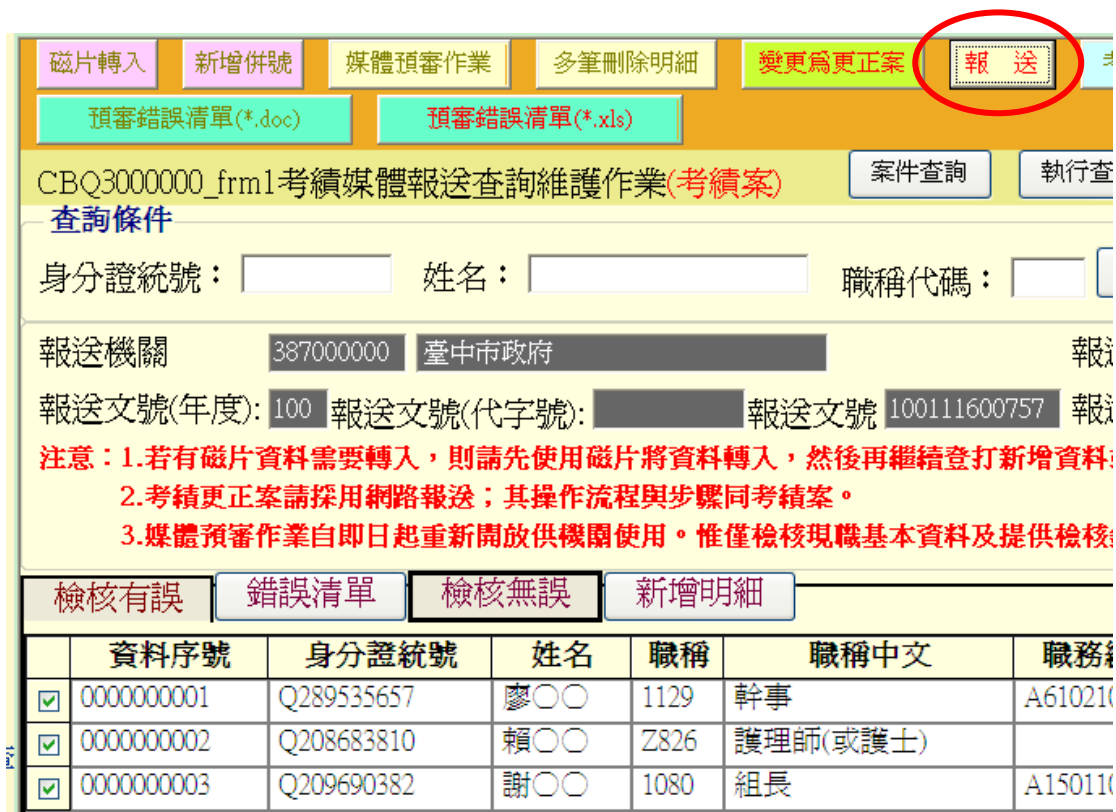 磁片轉入 新增併號 媒體預審作業 多筆刪除明細 變更為更正案 報 送
預審錯誤清單(*.doc) 預審錯誤清單(*.xls)
CBQ3000000_frm1考績媒體報送查詢維護作業(考績案) 案件查詢 執行查
查詢條件
身分證統號： 姓名： 職稱代碼：
報送機關 387000000 臺中市政府 報送
報送文號(年度): 100 報送文號(代字號): 報送文號 100111600757 報送
注意：1.若有磁片資料需要轉入，則請先使用磁片將資料轉入，然後再繼續登打新增資料
2.考績更正案請採用網路報送；其操作流程與步驟同考績案。
3.媒體預審作業自即日起重新開放供機關使用。惟僅檢核現職基本資料及提供檢核
檢核有誤 錯誤清單 檢核無誤 新增明細
資料序號 身分證統號 姓名 職稱 職稱中文 職務
0000000001 Q289535657 廖○○ 1129 幹事 A610210
0000000002 Q208683810 賴○○ Z826 護理師(或護士)
0000000003 Q209690382 謝○○ 1080 組長 A150110